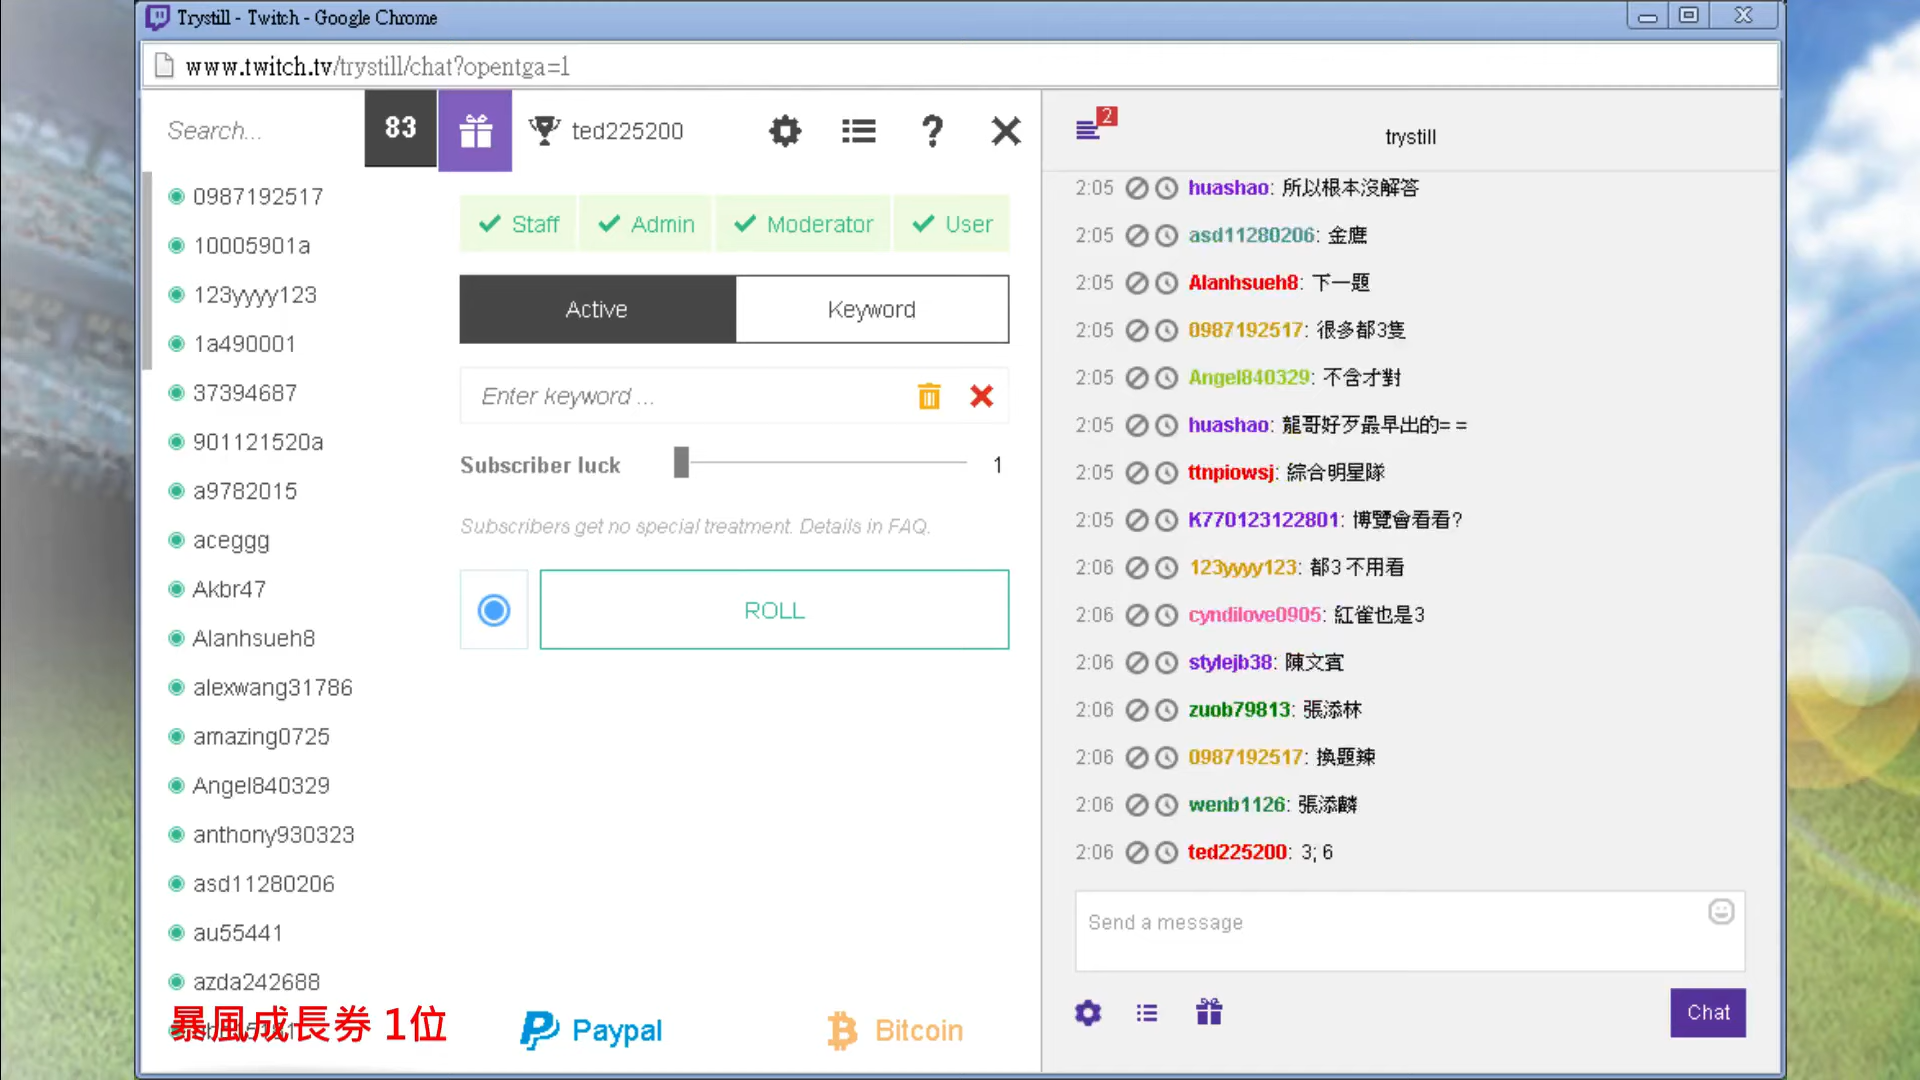 Trystill - Twitch - Google Chrome
www.twitch.tv/trystill/chat?opentga=1
Search...
83
ted225200
0987192517
10005901a
123yyyy123
1a490001
37394687
901121520a
a9782015
aceggg
Akbr47
Alanhsueh8
alexwang31786
amazing0725
Angel840329
anthony930323
asd11280206
au55441
azda242688
暴風成長券 1位
Staff
Admin
Moderator
User
Active
Keyword
Enter keyword ...
Subscriber luck
1
Subscribers get no special treatment. Details in FAQ.
ROLL
Paypal
Bitcoin
2
trystill
2:05 huashao: 所以根本沒解答
2:05 asd11280206: 金鷹
2:05 Alanhsueh8: 下一題
2:05 0987192517: 很多都3隻
2:05 Angel840329: 不含才對
2:05 huashao: 龍哥好歹最早出的= =
2:05 ttnpiowsj: 綜合明星隊
2:05 K770123122801: 博覽會看看?
2:06 123yyyy123: 都3 不用看
2:06 cyndilove0905: 紅雀也是3
2:06 stylejb38: 陳文賓
2:06 zuob79813: 張添林
2:06 0987192517: 換題辣
2:06 wenb1126: 張添麟
2:06 ted225200: 3; 6
Send a message
Chat